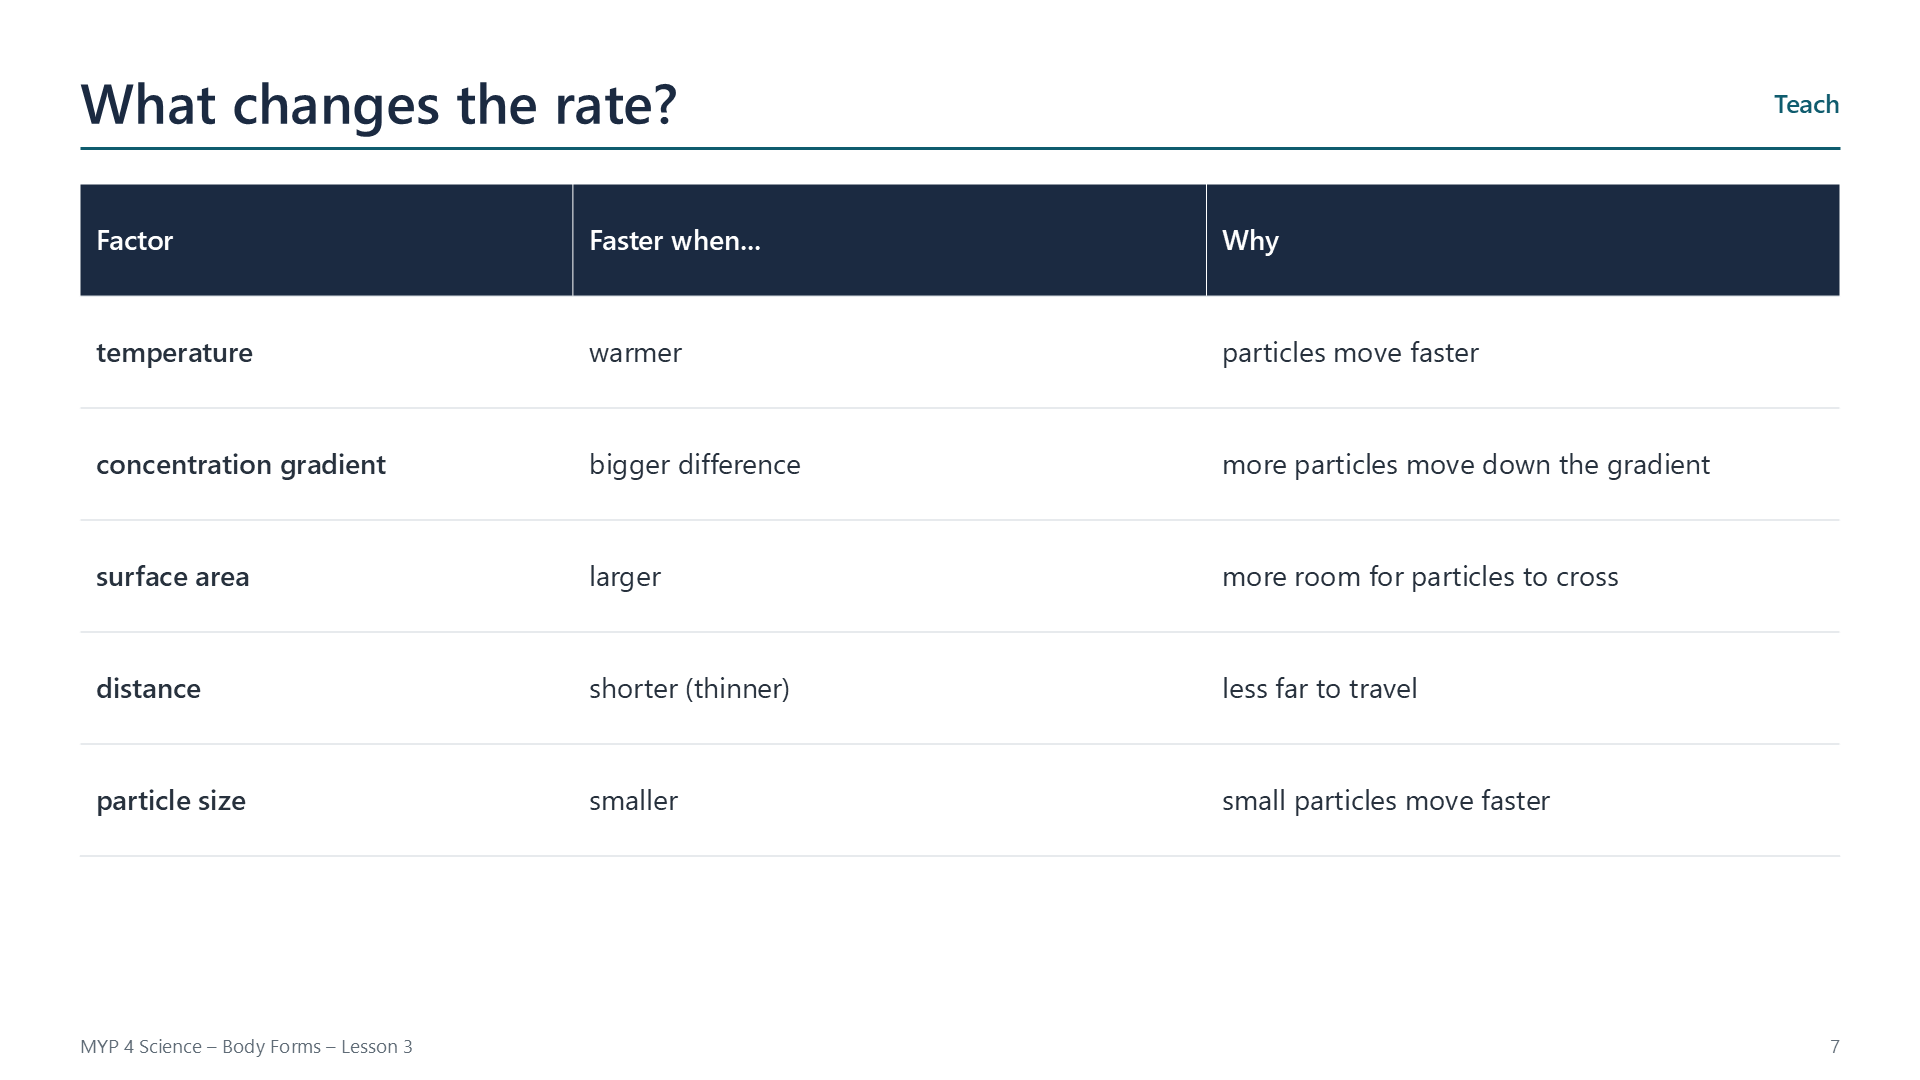 What changes the rate?
Teach
Factor
Faster when...
Why
temperature
warmer
particles move faster
concentration gradient
bigger difference
more particles move down the gradient
surface area
larger
more room for particles to cross
distance
shorter (thinner)
less far to travel
particle size
smaller
small particles move faster
MYP 4 Science – Body Forms – Lesson 3
7